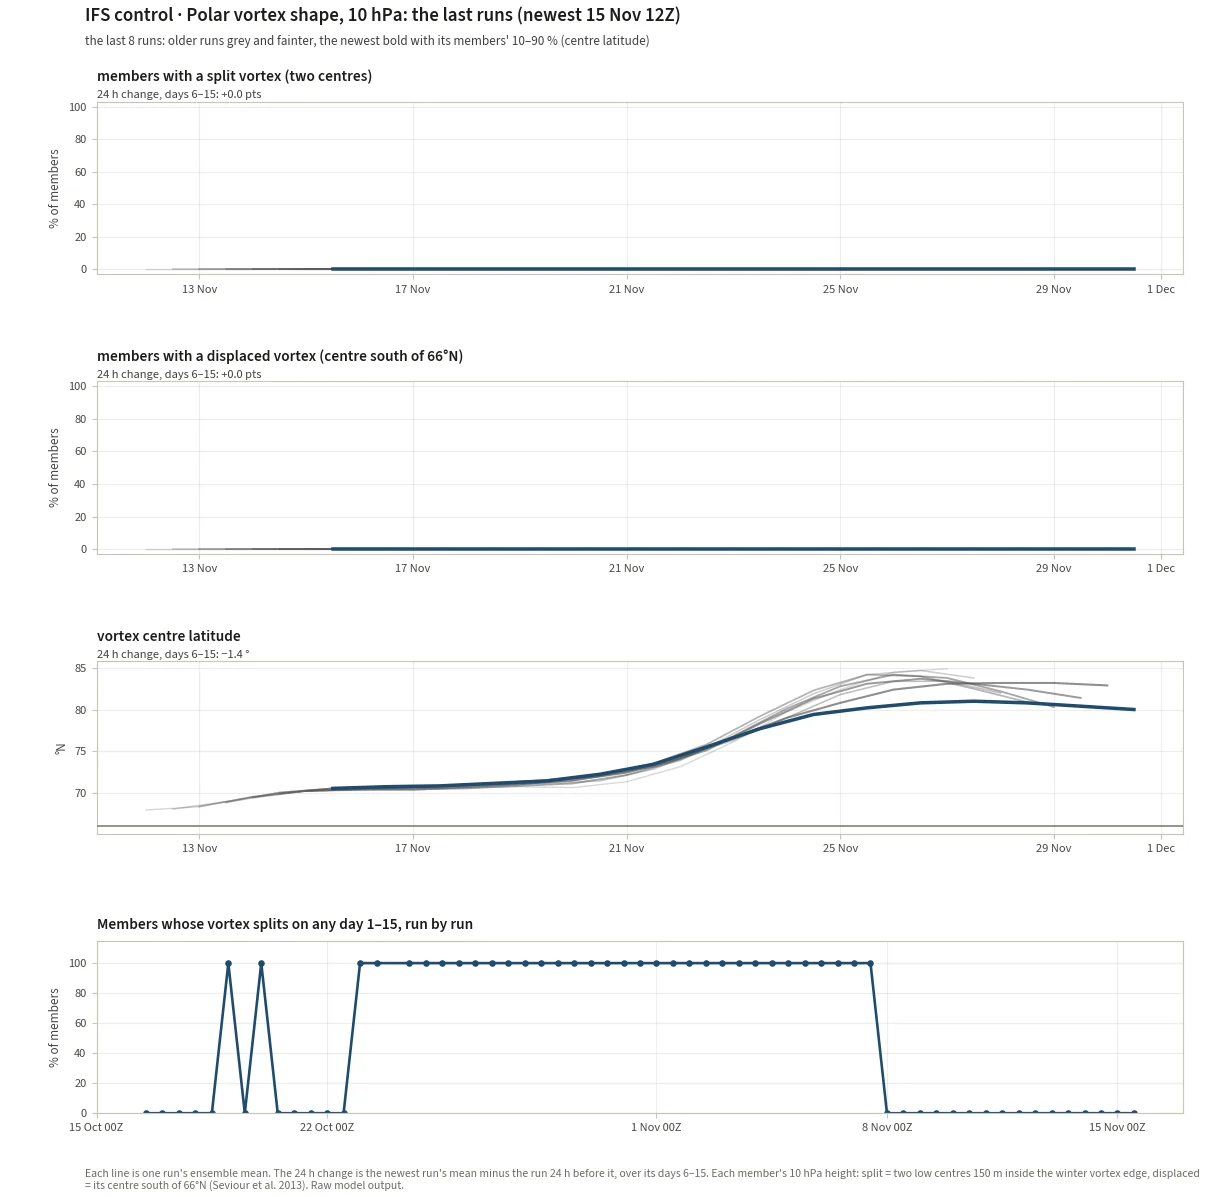 IFS control · Polar vortex shape, 10 hPa: the last runs (newest 15 Nov 12Z)
the last 8 runs: older runs grey and fainter, the newest bold with its members' 10–90 % (centre latitude)
members with a split vortex (two centres)
24 h change, days 6–15: +0.0 pts
100
80
60
40
20
0
% of members
13 Nov 17 Nov 21 Nov 25 Nov 29 Nov 1 Dec
members with a displaced vortex (centre south of 66°N)
24 h change, days 6–15: +0.0 pts
100
80
60
40
20
0
% of members
13 Nov 17 Nov 21 Nov 25 Nov 29 Nov 1 Dec
vortex centre latitude
24 h change, days 6–15: −1.4 °
85
80
75
70
°N
13 Nov 17 Nov 21 Nov 25 Nov 29 Nov 1 Dec
Members whose vortex splits on any day 1–15, run by run
100
80
60
40
20
0
% of members
15 Oct 00Z 22 Oct 00Z 1 Nov 00Z 8 Nov 00Z 15 Nov 00Z
Each line is one run's ensemble mean. The 24 h change is the newest run's mean minus the run 24 h before it, over its days 6–15. Each member's 10 hPa height: split = two low centres 150 m inside the winter vortex edge, displaced
= its centre south of 66°N (Seviour et al. 2013). Raw model output.